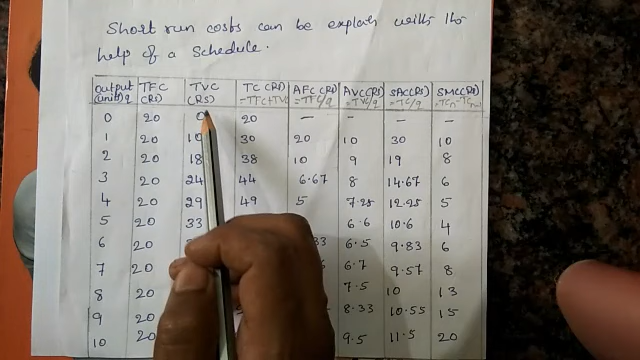 Short run costs can be explain with the
help of a schedule.
output (units)q TFC (RS) TVC (RS) TC (RS) =TFC+TVC AFC (RS) =TFC/q AVC(RS) =TVC/q SAC(RS) =TC/q SMC(RS) =TCn-TCn-1
0 20 0 20 — — — —
1 20 10 30 20 10 30 10
2 20 18 38 10 9 19 8
3 20 24 44 6.67 8 14.67 6
4 20 29 49 5 7.25 12.25 5
5 20 33 6.6 10.6 4
6 20 33 6.5 9.83 6
7 20 6.7 9.57 8
8 20 7.5 10 13
9 20 8.33 10.55 15
10 20 9.5 11.5 20